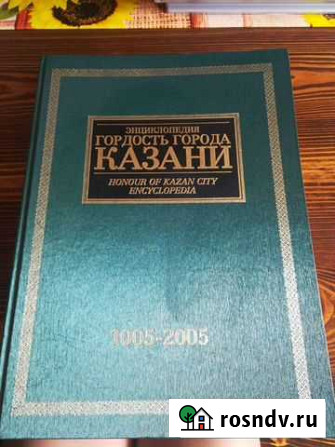 ЭНЦИКЛОПЕДИЯ
ГОРДОСТЬ ГОРОДА
КАЗАНИ
HONOUR OF KAZAN CITY
ENCYCLOPEDIA
1005-2005
rosndv.ru